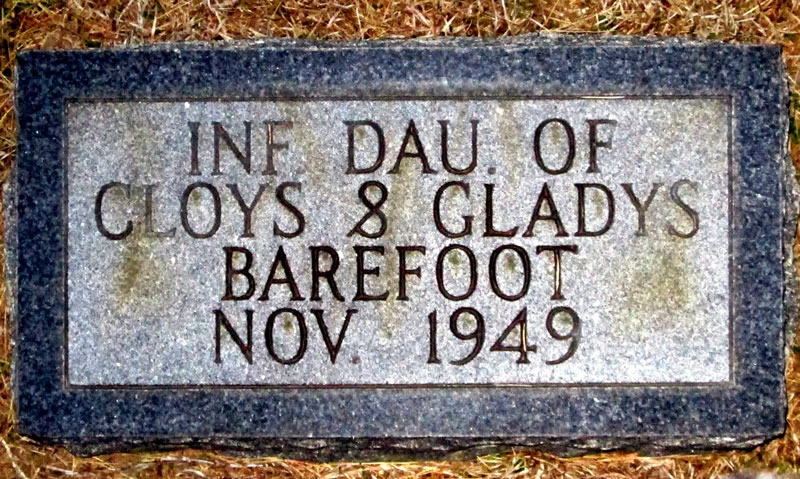 INF. DAU. OF
CLOYS & GLADYS
BAREFOOT
NOV. 1949